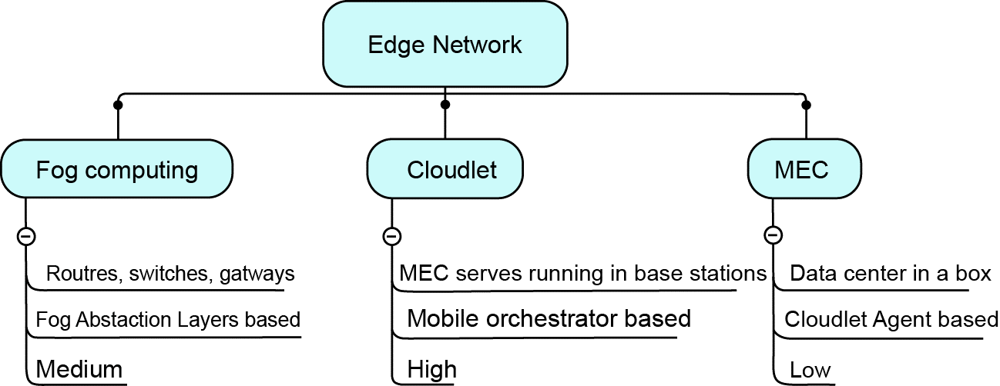 Edge Network
Fog computing
Cloudlet
MEC
Routres, switches, gatways
Fog Abstaction Layers based
Medium
MEC serves running in base stations
Mobile orchestrator based
High
Data center in a box
Cloudlet Agent based
Low